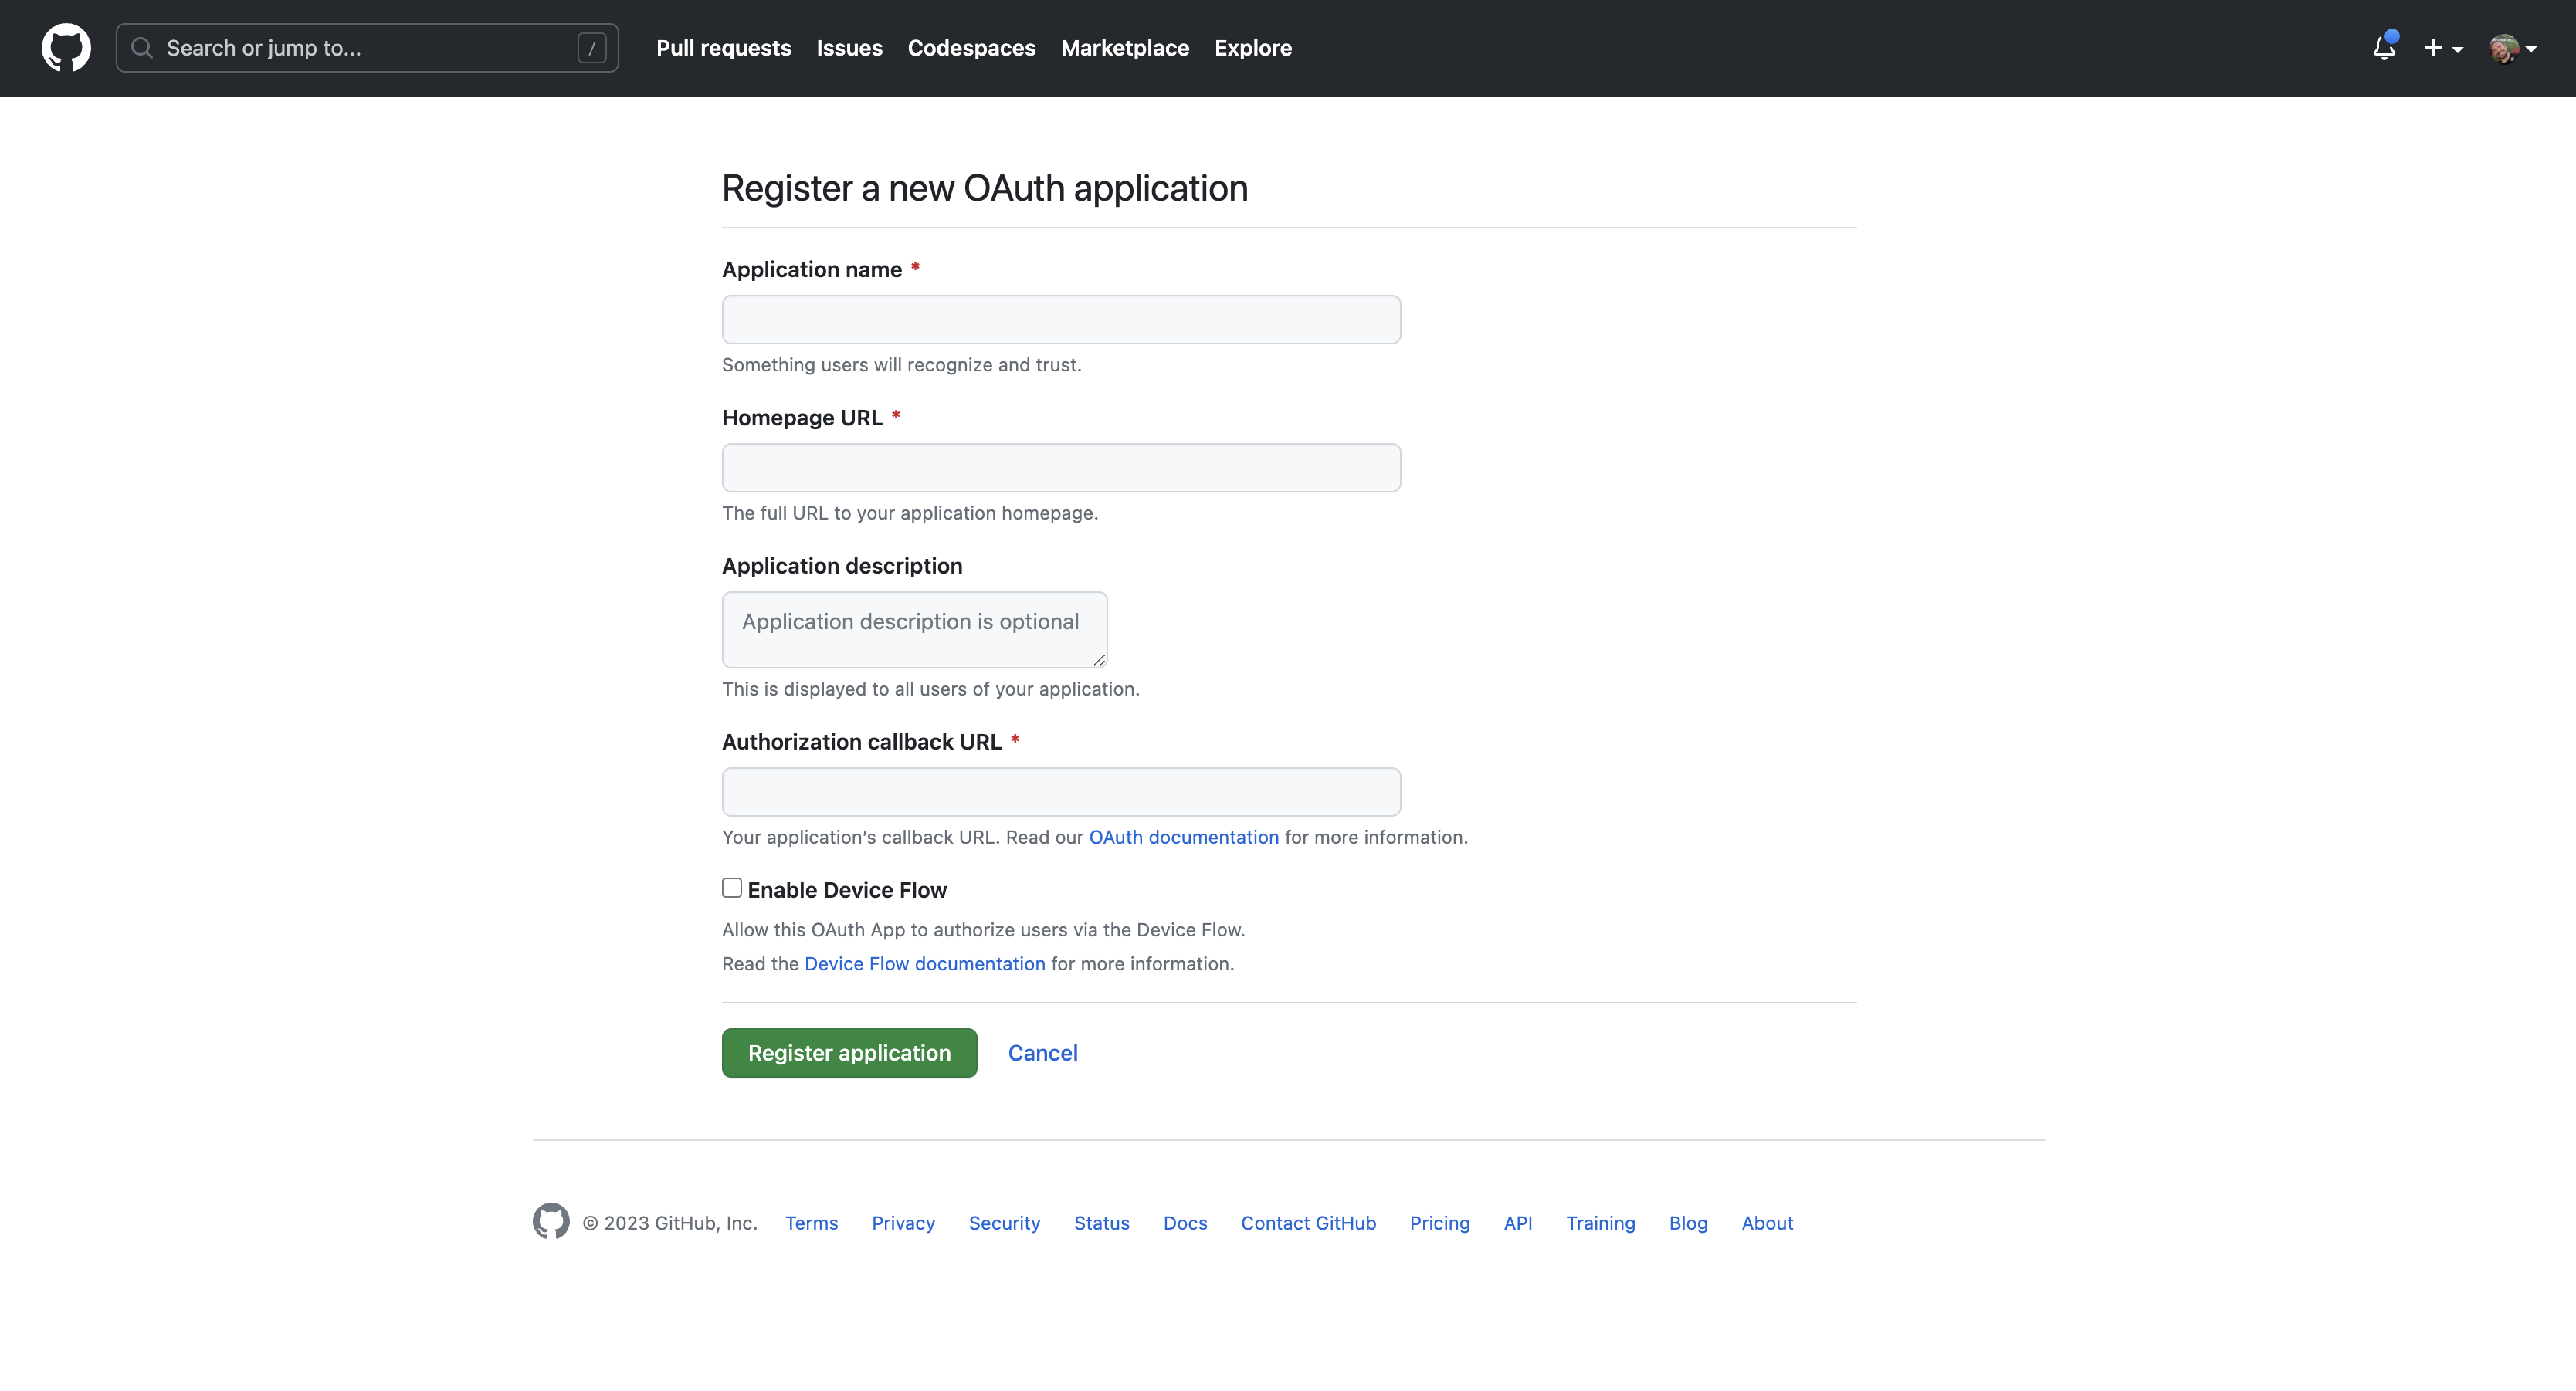 Search or jump to...
/
Pull requests
Issues
Codespaces
Marketplace
Explore
Register a new OAuth application
Application name *
Something users will recognize and trust.
Homepage URL *
The full URL to your application homepage.
Application description
Application description is optional
This is displayed to all users of your application.
Authorization callback URL *
Your application’s callback URL. Read our OAuth documentation for more information.
Enable Device Flow
Allow this OAuth App to authorize users via the Device Flow.
Read the Device Flow documentation for more information.
Register application
Cancel
© 2023 GitHub, Inc.
Terms
Privacy
Security
Status
Docs
Contact GitHub
Pricing
API
Training
Blog
About